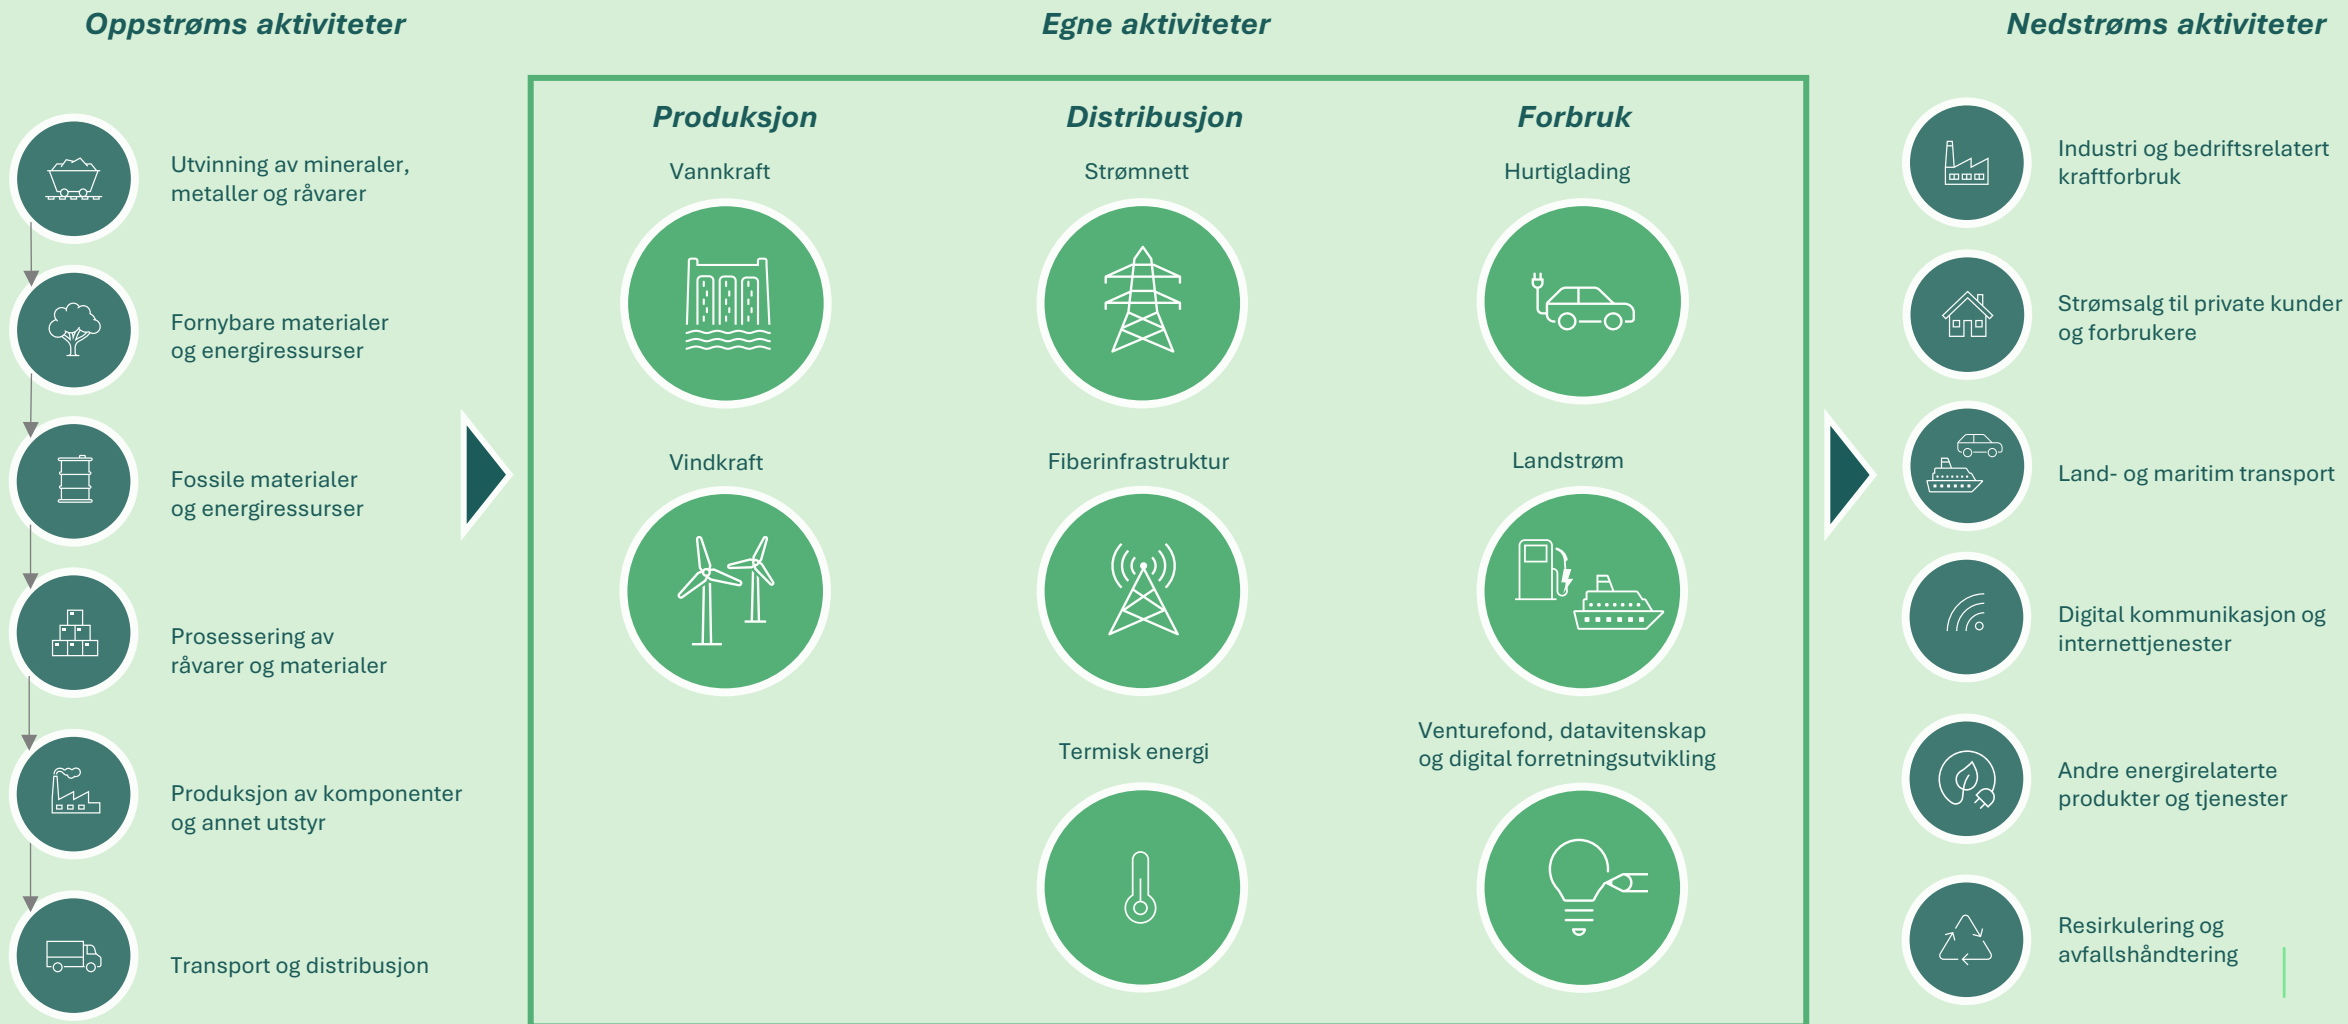 Oppstrøms aktiviteter
Utvinning av mineraler,
metaller og råvarer
Fornybare materialer
og energiressurser
Fossile materialer
og energiressurser
Prosessering av
råvarer og materialer
Produksjon av komponenter
og annet utstyr
Transport og distribusjon
Egne aktiviteter
Produksjon
Vannkraft
Vindkraft
Distribusjon
Strømnett
Fiberinfrastruktur
Termisk energi
Forbruk
Hurtiglading
Landstrøm
Venturefond, datavitenskap
og digital forretningsutvikling
Nedstrøms aktiviteter
Industri og bedriftsrelatert
kraftforbruk
Strømsalg til private kunder
og forbrukere
Land- og maritim transport
Digital kommunikasjon og
internettjenester
Andre energirelaterte
produkter og tjenester
Resirkulering og
avfallshåndtering